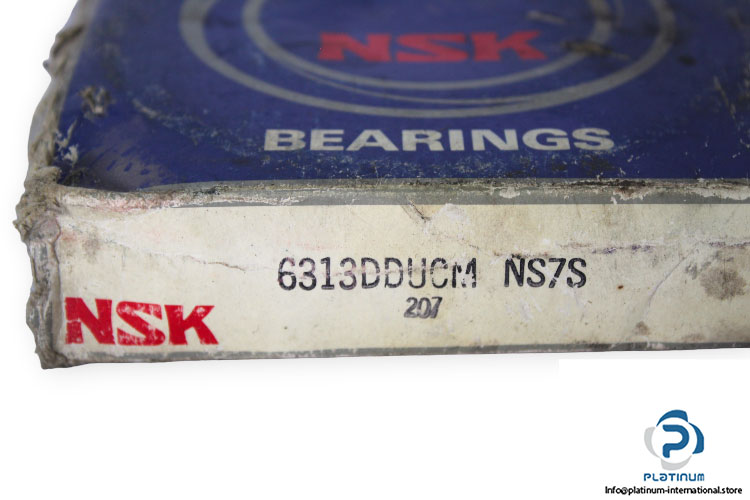 NSK
BEARINGS
6313DDUCM NS7S
207
NSK
PLATINUM
Info@platinum-international.store